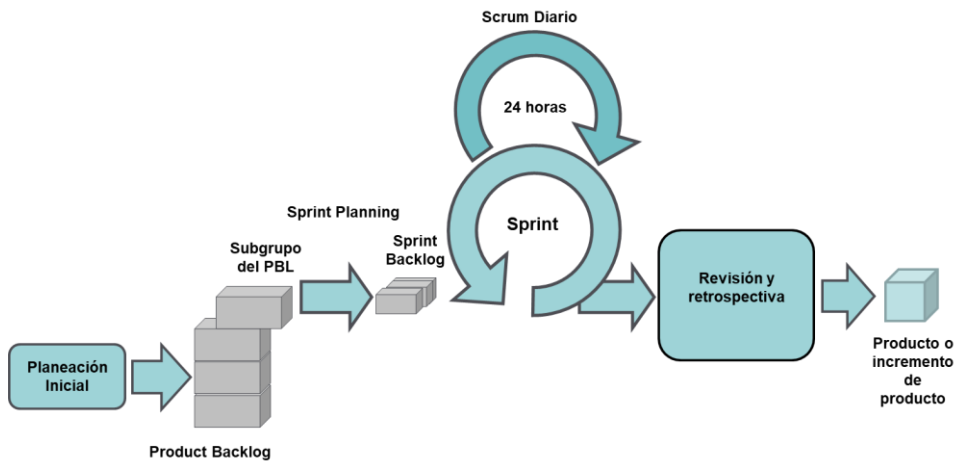 Scrum Diario
24 horas
Sprint Planning
Sprint
Sprint
Backlog
Subgrupo
del PBL
Revisión y
retrospectiva
Planeación
Inicial
Producto o
incremento
de
producto
Product Backlog